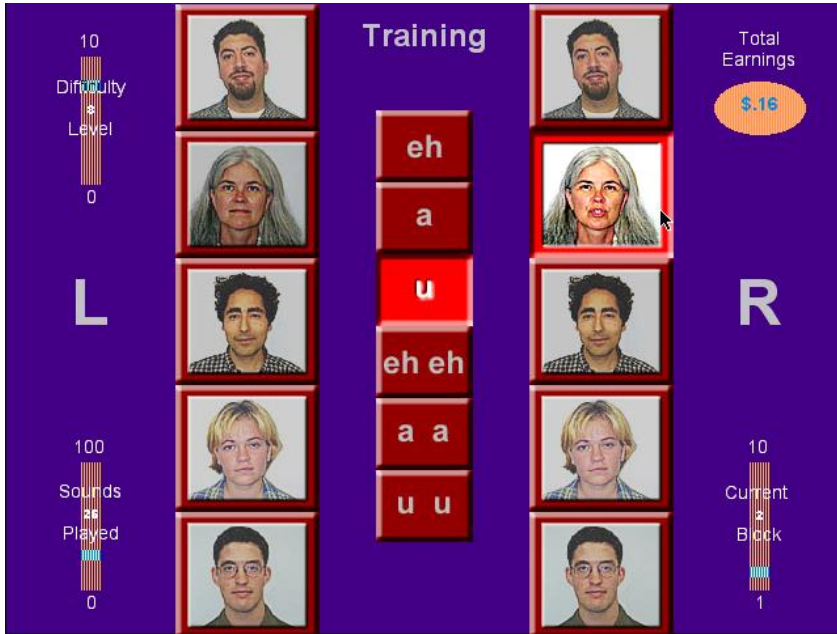 Training
10
Difficulty
8
Level
0
L
100
Sounds
26
Played
0
eh
a
u
eh eh
a a
u u
Total
Earnings
$.16
R
10
Current
2
Block
1